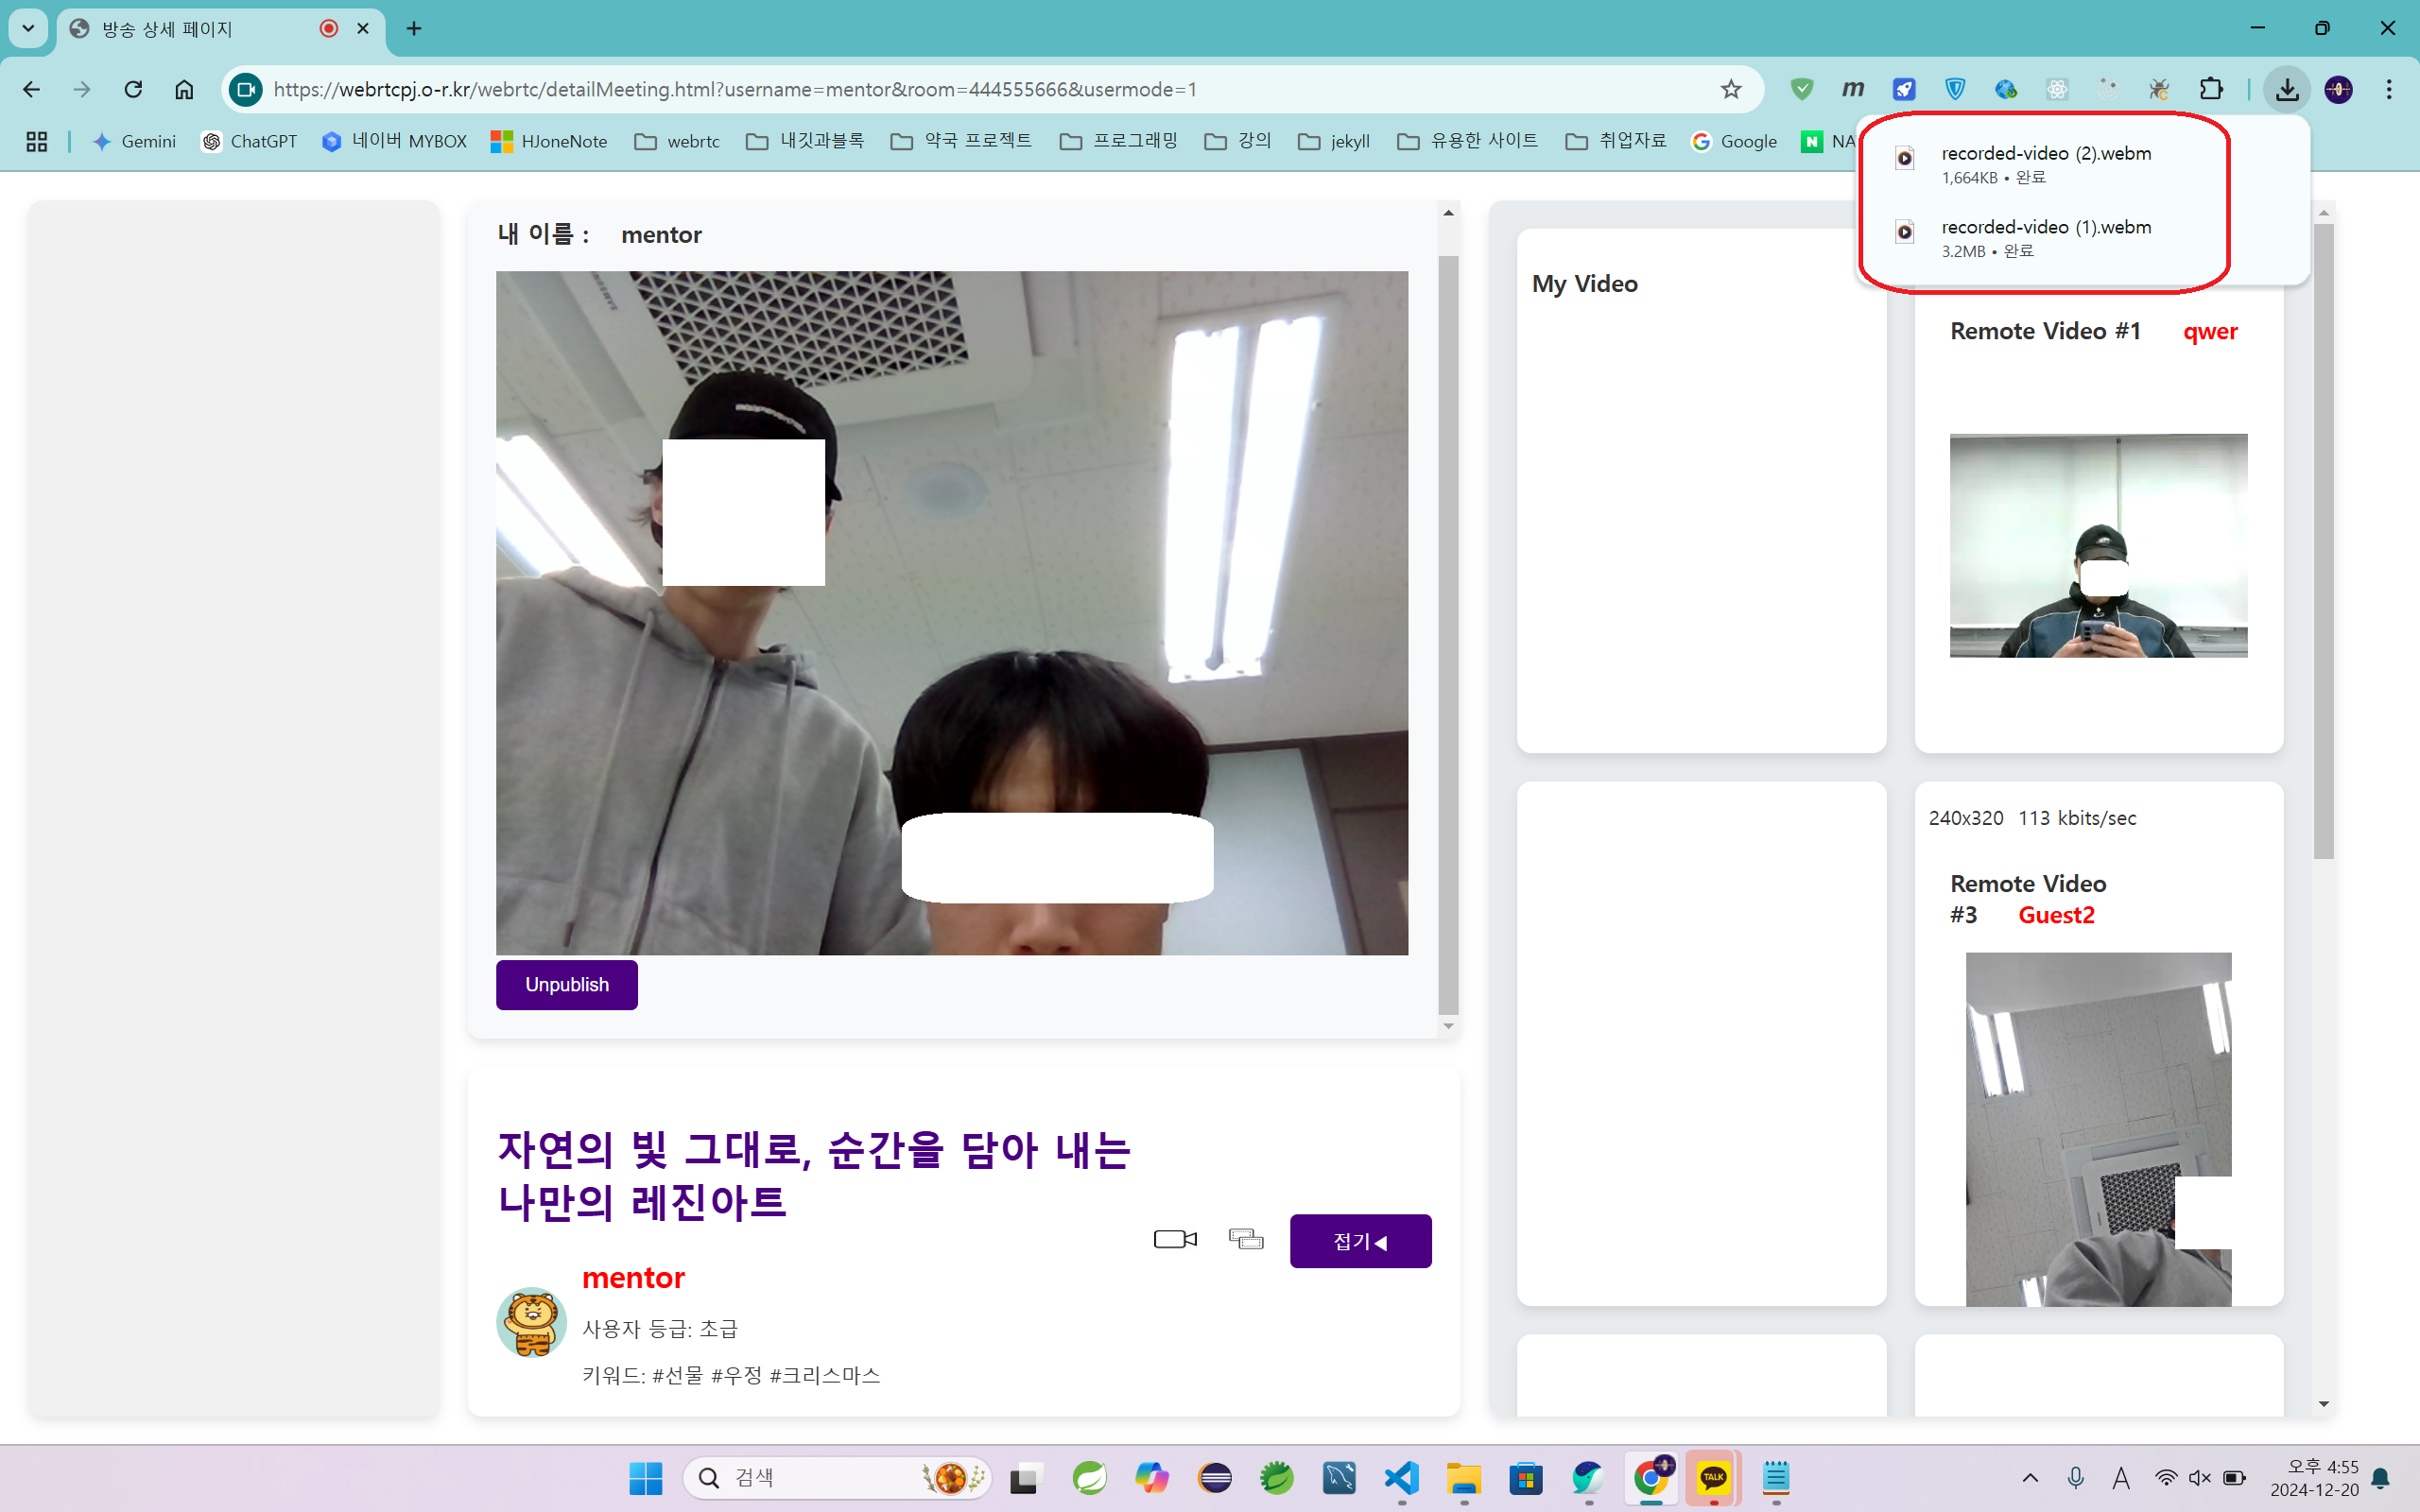 방송 상세 페이지
https://webrtcpj.o-r.kr/webrtc/detailMeeting.html?username=mentor&room=444555666&usermode=1
Gemini
ChatGPT
네이버 MYBOX
HJoneNote
webrtc
내깃과블록
약국 프로젝트
프로그래밍
강의
jekyll
유용한 사이트
취업자료
Google
NA
recorded-video (2).webm
1,664KB • 완료
recorded-video (1).webm
3.2MB • 완료
내 이름 : mentor
Unpublish
My Video
Remote Video #1 qwer
240x320 113 kbits/sec
Remote Video
#3 Guest2
자연의 빛 그대로, 순간을 담아 내는
나만의 레진아트
접기◀
mentor
사용자 등급: 초급
키워드: #선물 #우정 #크리스마스
검색
TALK
A
오후 4:55
2024-12-20